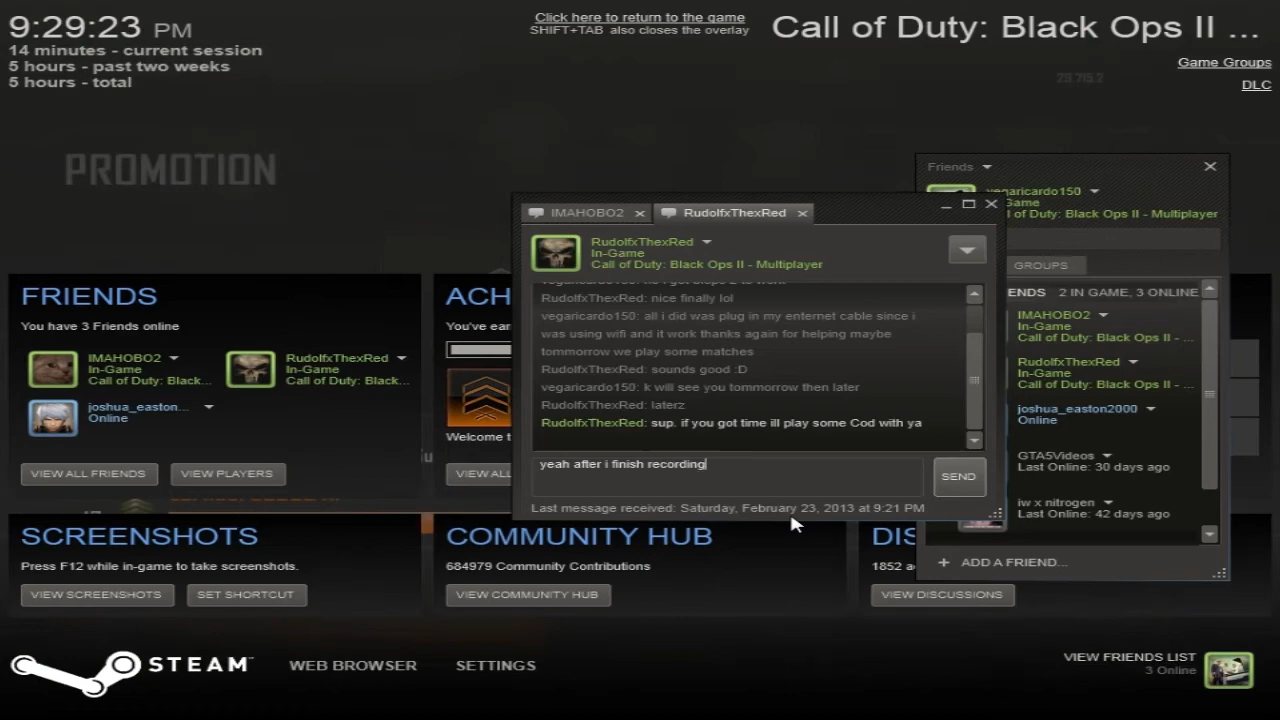 9:29:23 PM
14 minutes - current session
5 hours - past two weeks
5 hours - total
Click here to return to the game
SHIFT+TAB also closes the overlay
Call of Duty: Black Ops II ...
Game Groups
DLC
20.715.2
PROMOTION
Friends
vegaricardo150
Game
l of Duty: Black Ops II - Multiplayer
GROUPS
ENDS 2 IN GAME, 3 ONLINE
IMAHOBO2
In-Game
Call of Duty: Black Ops II - ...
RudolfxThexRed
In-Game
Call of Duty: Black Ops II - ...
joshua_easton2000
Online
GTA5Videos
Last Online: 30 days ago
iw x nitrogen
Last Online: 42 days ago
+ ADD A FRIEND...
IMAHOBO2
RudolfxThexRed
RudolfxThexRed
In-Game
Call of Duty: Black Ops II - Multiplayer
RudolfxThexRed: nice finally lol
vegaricardo150: all i did was plug in my enternet cable since i
was using wifi and it work thanks again for helping maybe
tommorrow we play some matches
RudolfxThexRed: sounds good :D
vegaricardo150: k will see you tommorrow then later
RudolfxThexRed: laterz
RudolfxThexRed: sup. if you got time ill play some Cod with ya
yeah after i finish recording
SEND
Last message received: Saturday, February 23, 2013 at 9:21 PM
FRIENDS
You have 3 Friends online
IMAHOBO2
In-Game
Call of Duty: Black...
RudolfxThexRed
In-Game
Call of Duty: Black...
joshua_easton...
Online
VIEW ALL FRIENDS
VIEW PLAYERS
ACH
You've ear
Welcome t
VIEW AL
SCREENSHOTS
Press F12 while in-game to take screenshots.
VIEW SCREENSHOTS
SET SHORTCUT
COMMUNITY HUB
684979 Community Contributions
VIEW COMMUNITY HUB
DIS
1852 a
VIEW DISCUSSIONS
STEAM
WEB BROWSER
SETTINGS
VIEW FRIENDS LIST
3 Online